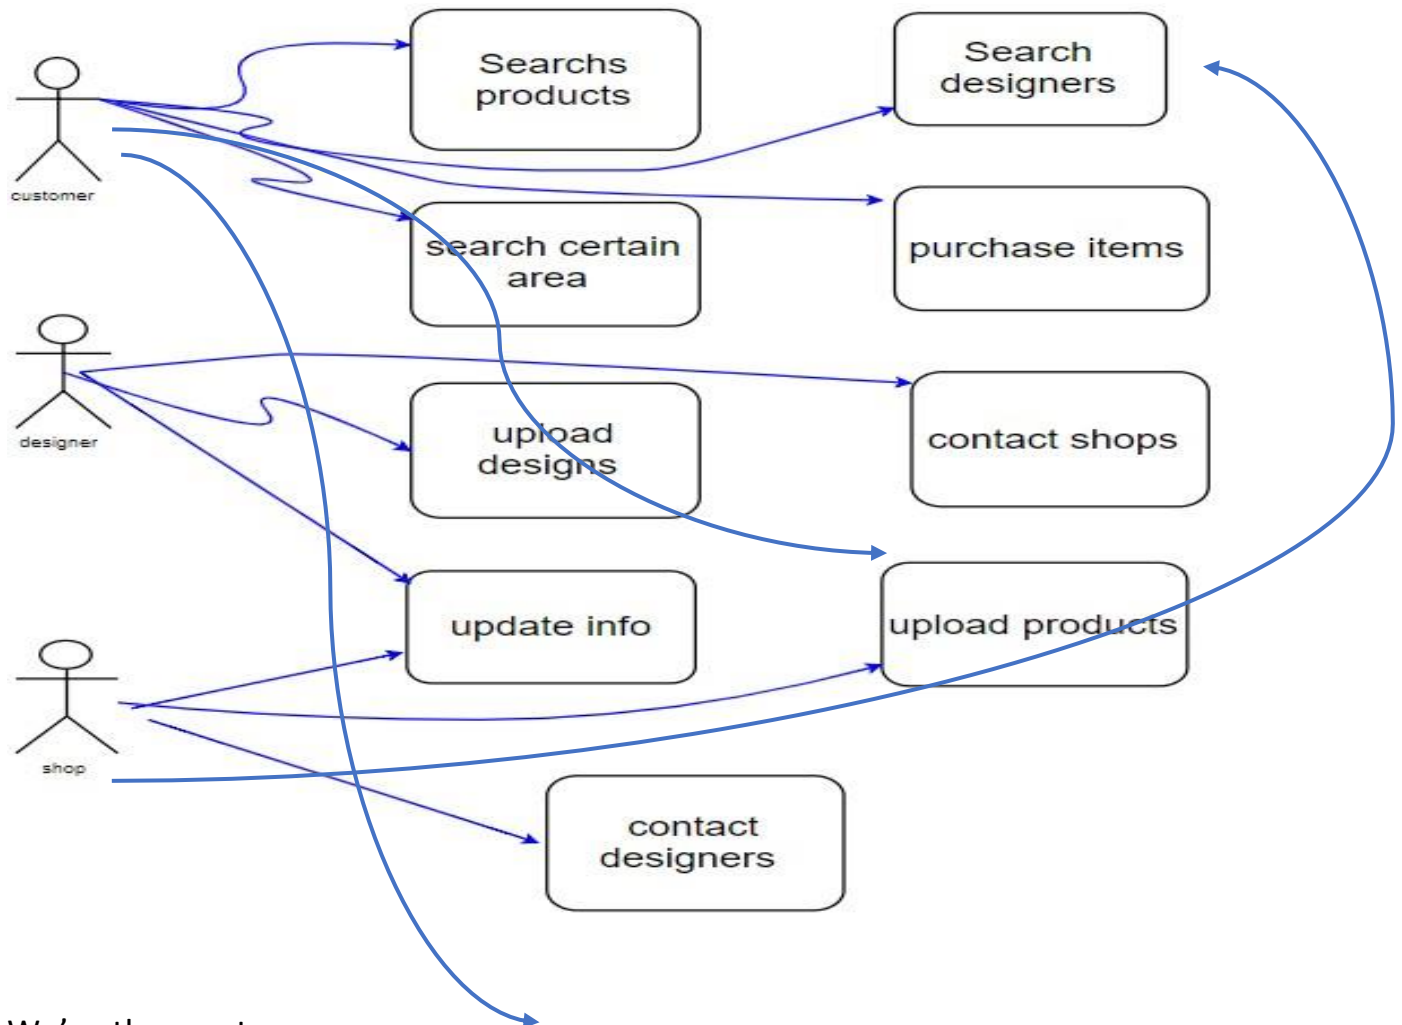 Searchs
products
Search
designers
customer
search certain
area
purchase items
designer
upload
designs
contact shops
update info
upload products
shop
contact
designers